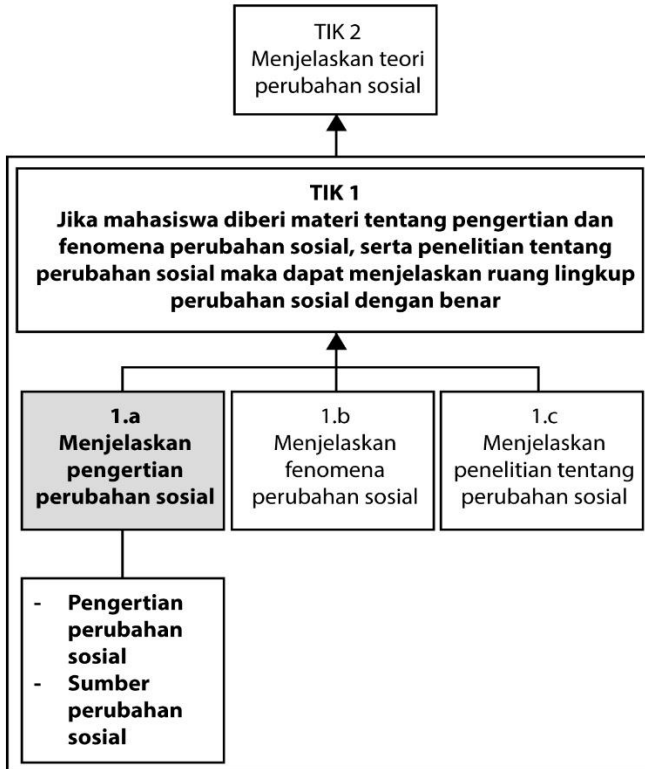 TIK 2
Menjelaskan teori
perubahan sosial
TIK 1
Jika mahasiswa diberi materi tentang pengertian dan
fenomena perubahan sosial, serta penelitian tentang
perubahan sosial maka dapat menjelaskan ruang lingkup
perubahan sosial dengan benar
1.a
Menjelaskan
pengertian
perubahan sosial
1.b
Menjelaskan
fenomena
perubahan sosial
1.c
Menjelaskan
penelitian tentang
perubahan sosial
- Pengertian
perubahan
sosial
- Sumber
perubahan
sosial